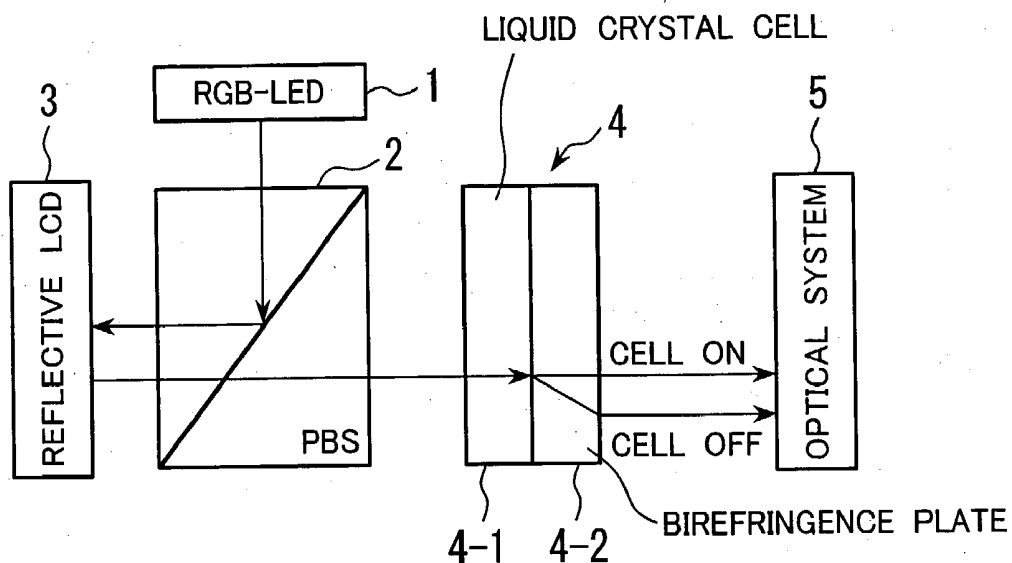 LIQUID CRYSTAL CELL
RGB-LED
1
3
2
4
5
REFLECTIVE LCD
OPTICAL SYSTEM
CELL ON
PBS
CELL OFF
4-1
4-2
BIREFRINGENCE PLATE